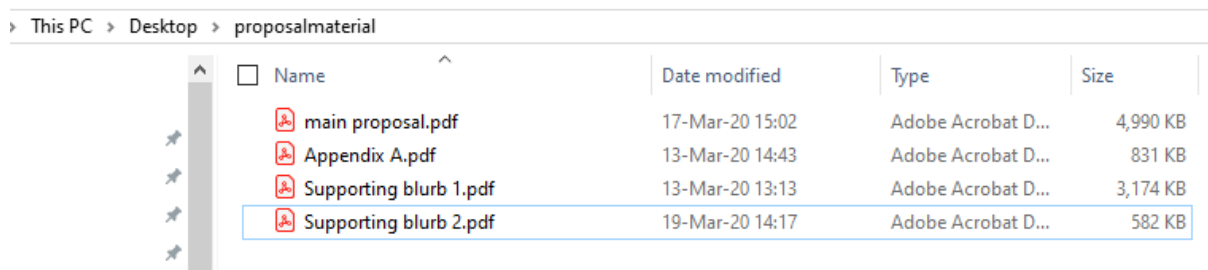 > This PC > Desktop > proposalmaterial
Name Date modified Type Size
main proposal.pdf 17-Mar-20 15:02 Adobe Acrobat D... 4,990 KB
Appendix A.pdf 13-Mar-20 14:43 Adobe Acrobat D... 831 KB
Supporting blurb 1.pdf 13-Mar-20 13:13 Adobe Acrobat D... 3,174 KB
Supporting blurb 2.pdf 19-Mar-20 14:17 Adobe Acrobat D... 582 KB